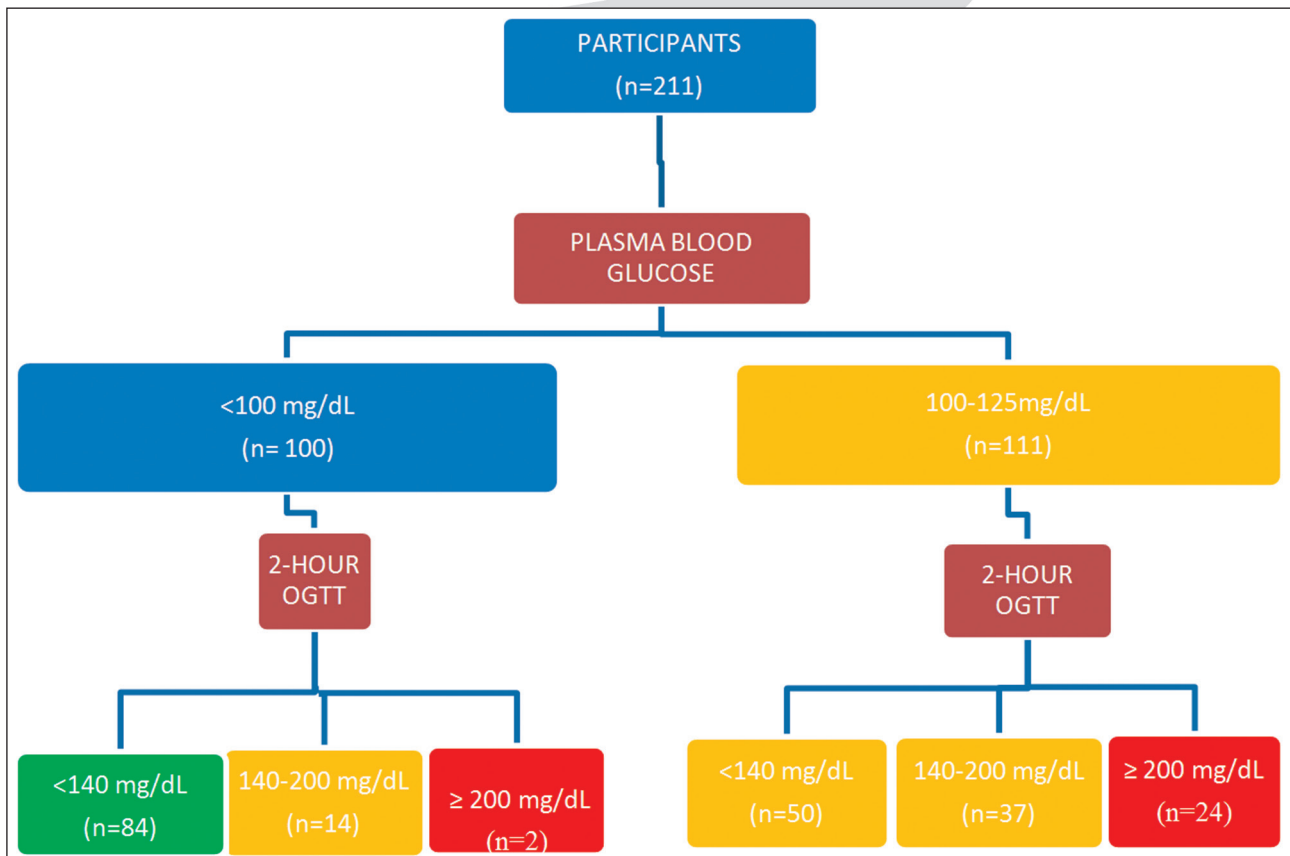 PARTICIPANTS
(n=211)
PLASMA BLOOD
GLUCOSE
<100 mg/dL
(n= 100)
100-125mg/dL
(n=111)
2-HOUR
OGTT
2-HOUR
OGTT
<140 mg/dL
(n=84)
140-200 mg/dL
(n=14)
≥ 200 mg/dL
(n=2)
<140 mg/dL
(n=50)
140-200 mg/dL
(n=37)
≥ 200 mg/dL
(n=24)